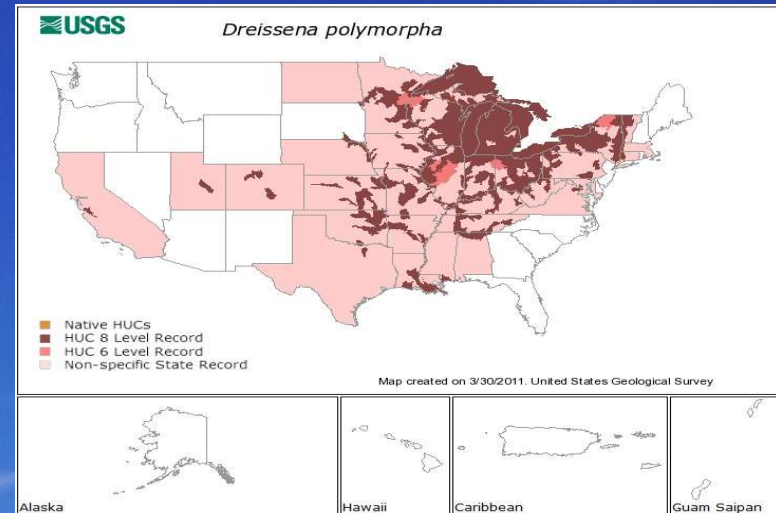 USGS
Dreissena polymorpha
Native HUCs
HUC 8 Level Record
HUC 6 Level Record
Non-specific State Record
Map created on 3/30/2011. United States Geological Survey
Alaska
Hawaii
Caribbean
Guam Saipan